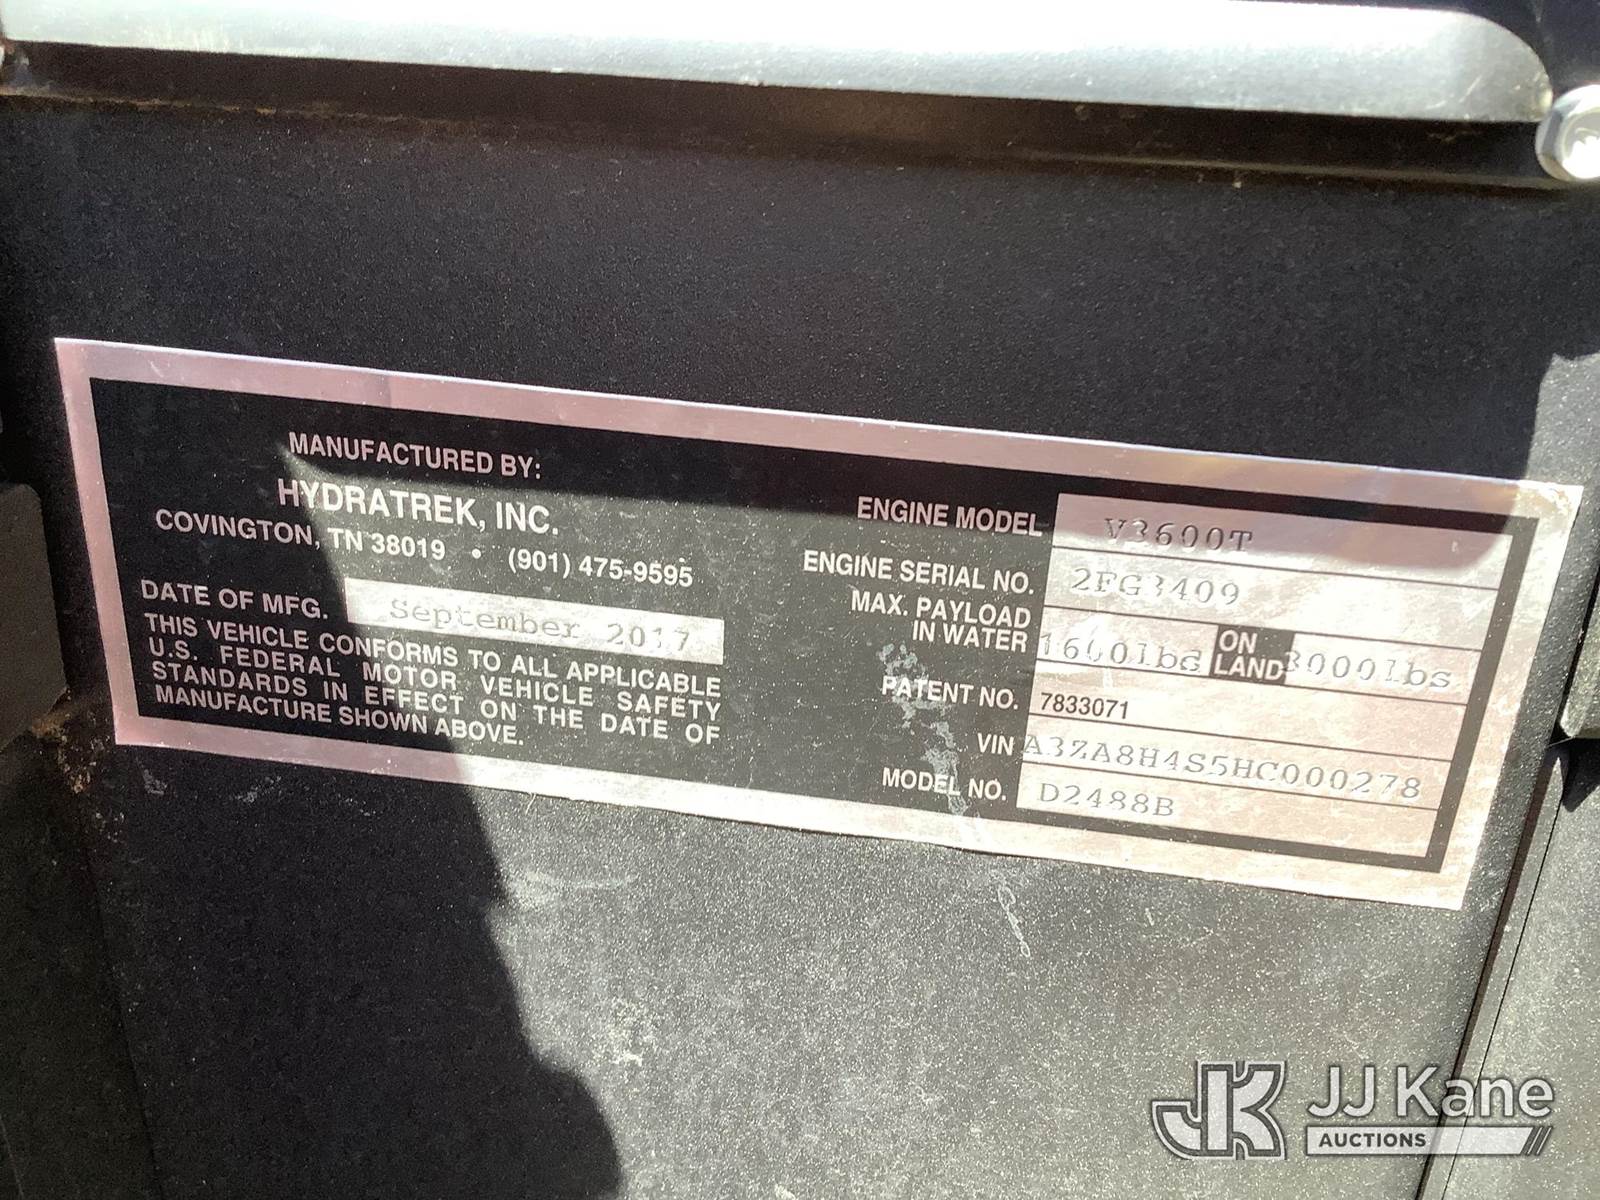 MANUFACTURED BY:
HYDRATREK, INC.
COVINGTON, TN 38019 • (901) 475-9595
DATE OF MFG. September 2017
THIS VEHICLE CONFORMS TO ALL APPLICABLE
U.S. FEDERAL MOTOR VEHICLE SAFETY
STANDARDS IN EFFECT ON THE DATE OF
MANUFACTURE SHOWN ABOVE.
ENGINE MODEL V3600T
ENGINE SERIAL NO. 2FG3409
MAX. PAYLOAD
IN WATER 1600lbs ON LAND 3000lbs
PATENT NO. 7833071
VIN A3ZA8H4S5HC000278
MODEL NO. D2488B
JK JJ Kane
AUCTIONS